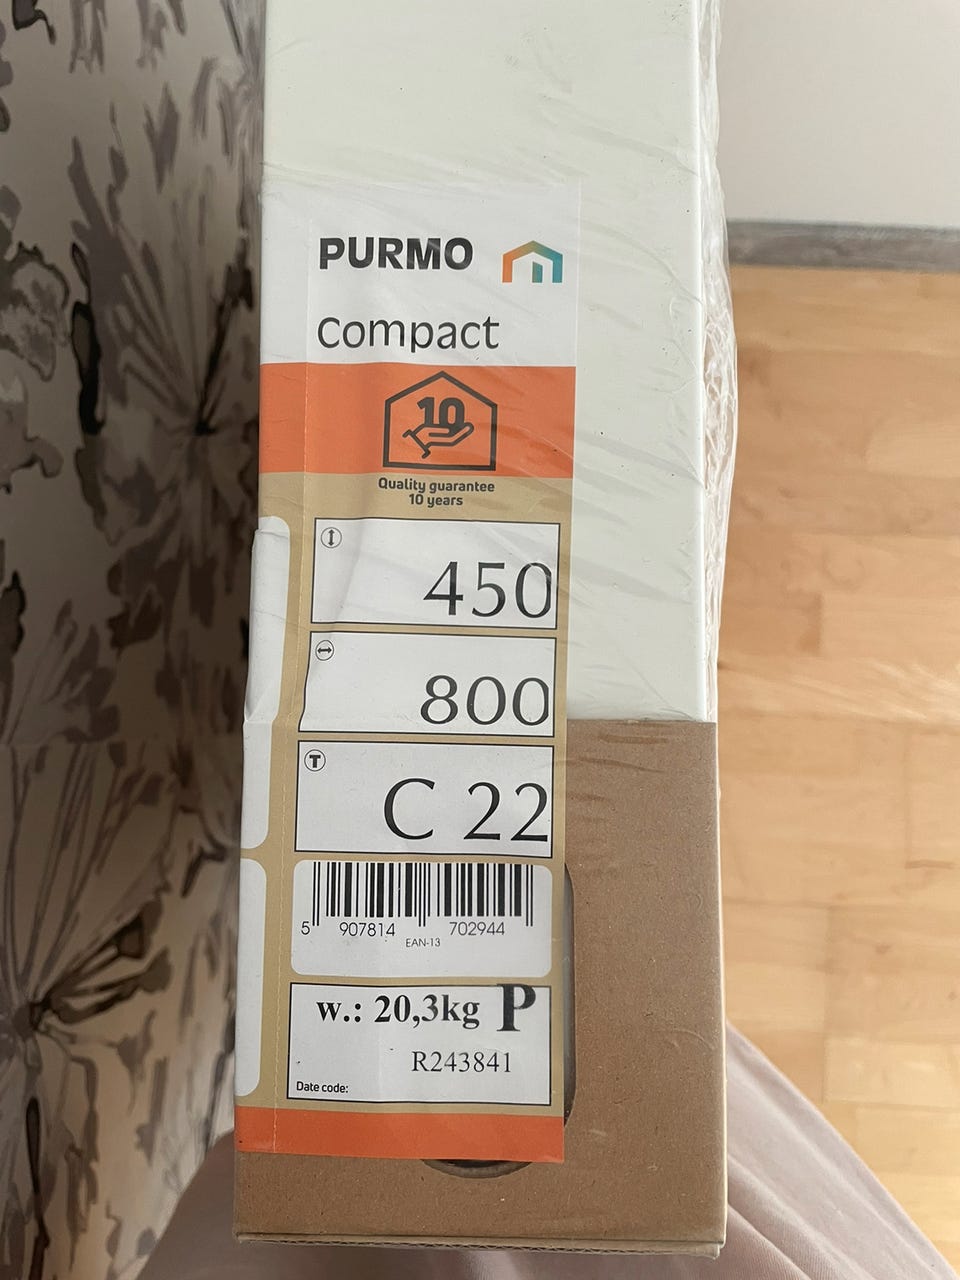 PURMO
Compact
10
Quality guarantee
10 years
450
800
T
C 22
5 907814 702944
EAN-13
w.: 20,3kg P
R243841
Date code: